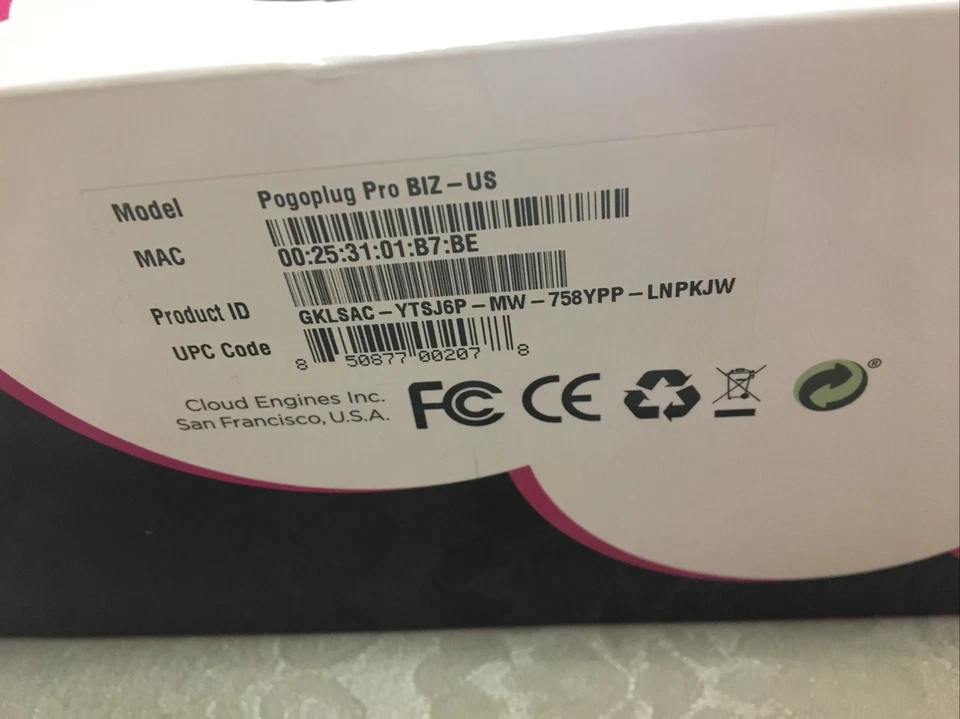 Model Pogoplug Pro BIZ – US
MAC 00:25:31:01:B7:BE
Product ID GKLSAC – YTSJ6P – MW – 758YPP – LNPKJW
UPC Code 8 50877 00207 8
Cloud Engines Inc.
San Francisco, U.S.A.
FC CE ®